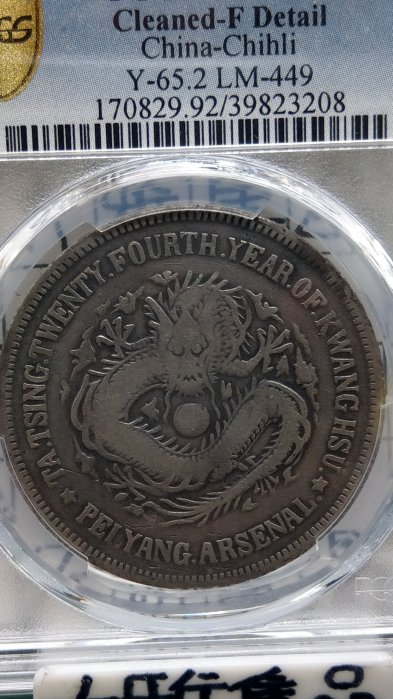 Cleaned-F Detail
China-Chihli
Y-65.2 LM-449
170829.92/39823208
TA.TSING.TWENTY.FOURTH.YEAR.OF.KWANG.HSU.
PEI.YANG.ARSENAL.